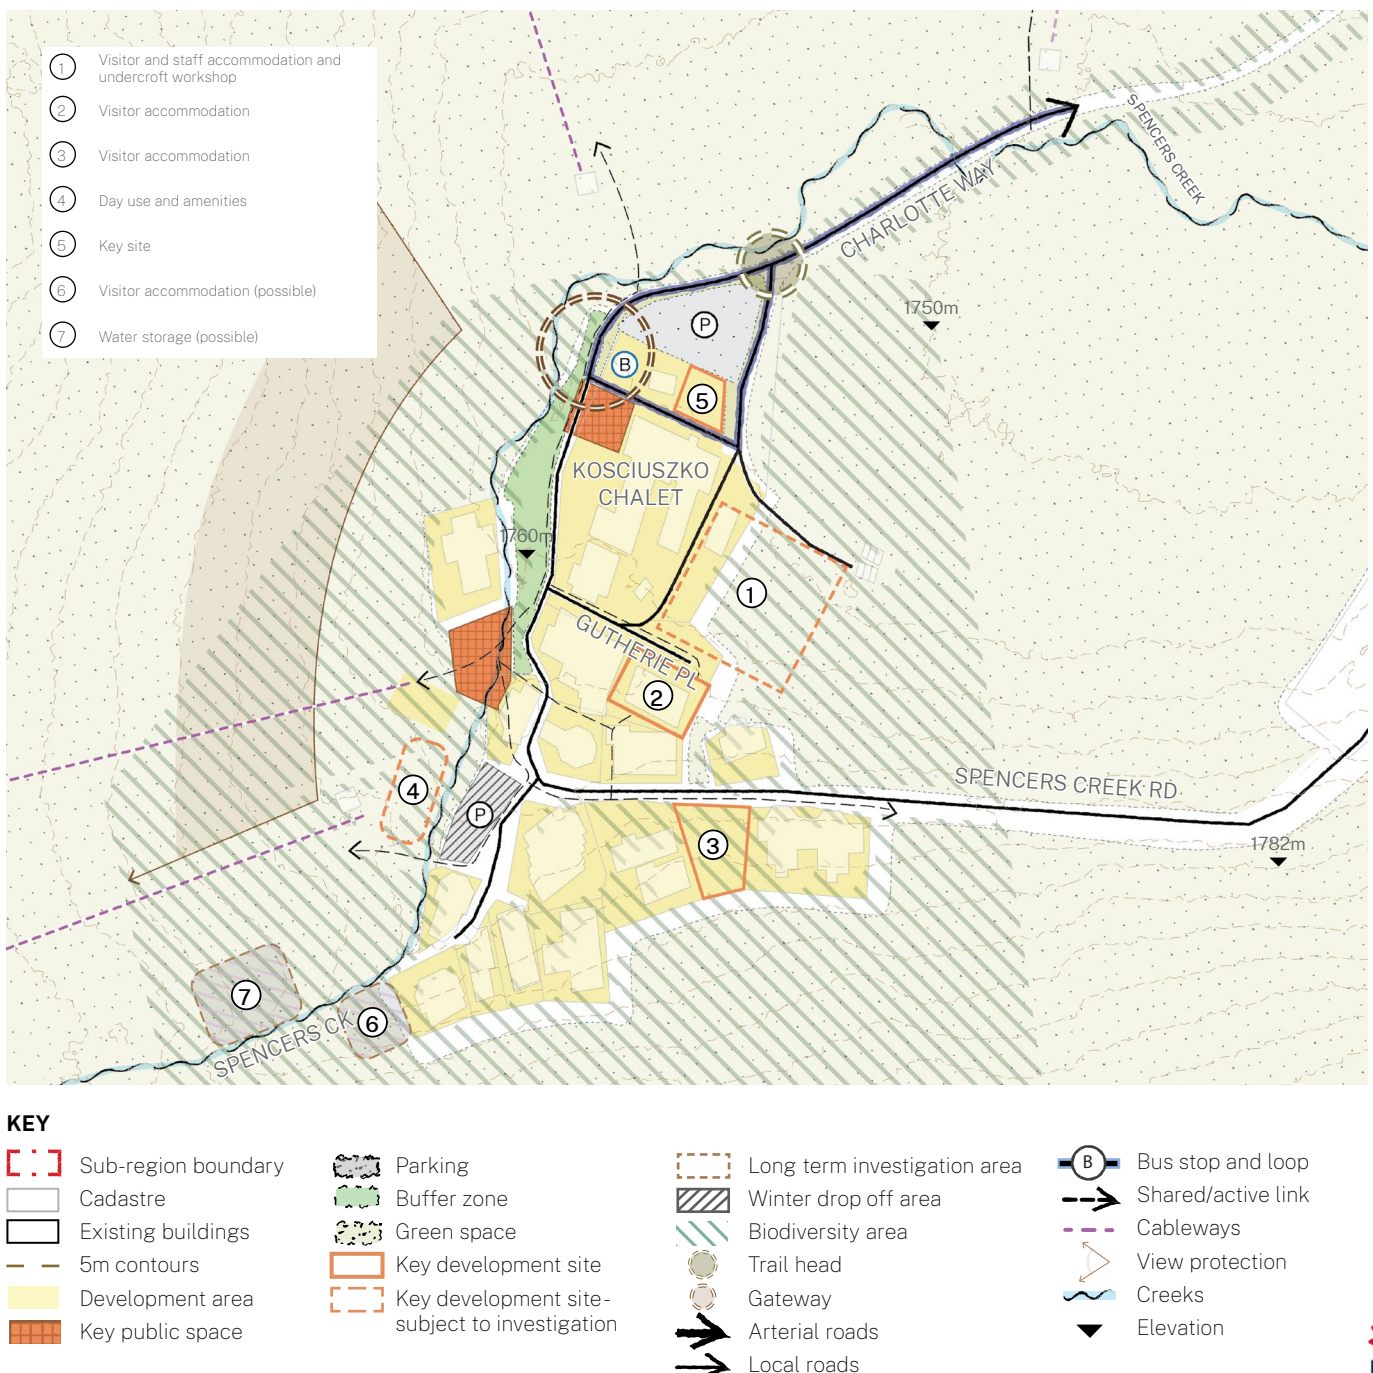 1 Visitor and staff accommodation and
undercroft workshop
2 Visitor accommodation
3 Visitor accommodation
4 Day use and amenities
5 Key site
6 Visitor accommodation (possible)
7 Water storage (possible)
SPENCERS CREEK
CHARLOTTE WAY
1750m
P
B
5
KOSCIUSZKO
CHALET
1760m
1
GUTHERIE PL
2
4
SPENCERS CREEK RD
P
3
1782m
7
6
SPENCERS CK
KEY
Sub-region boundary
Cadastre
Existing buildings
5m contours
Development area
Key public space
Parking
Buffer zone
Green space
Key development site
Key development site-
subject to investigation
Long term investigation area
Winter drop off area
Biodiversity area
Trail head
Gateway
Arterial roads
Local roads
B Bus stop and loop
Shared/active link
Cableways
View protection
Creeks
Elevation